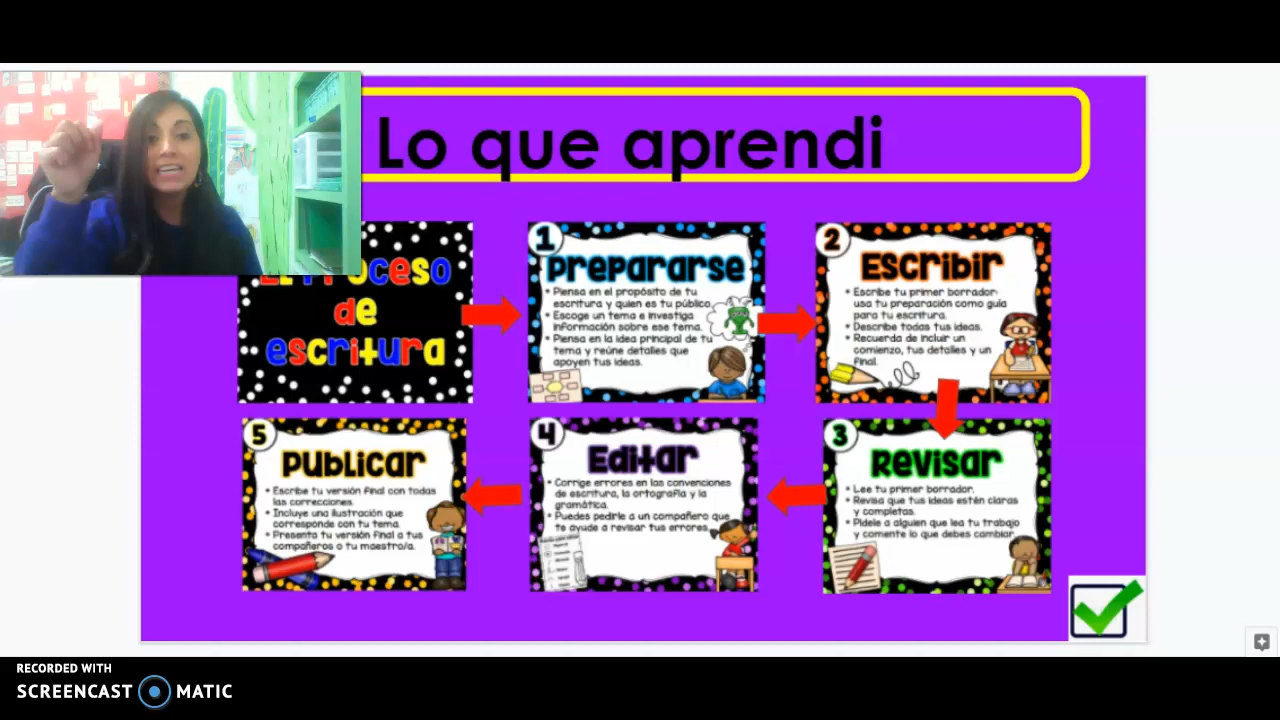 Lo que aprendi
El Proceso
de
escritura
1
Prepararse
* Piensa en el propósito de tu
escritura y quien es tu público.
* Escoge un tema e investiga
información sobre ese tema.
* Piensa en la idea principal de tu
tema y reúne detalles que
apoyen tus ideas.
2
Escribir
* Escribe tu primer borrador
usa tu preparación como guía
para tu escritura.
* Describe todas tus ideas.
* Recuerda de incluir un
comienzo, tus detalles y un
final.
3
Revisar
* Lee tu primer borrador.
* Revisa que tus ideas estén claras
y completas.
* Pídele a alguien que lea tu trabajo
y comente lo que debes cambiar.
4
Editar
* Corrige errores en las convenciones
de escritura, la ortografía y la
gramática.
* Puedes pedirle a un compañero que
te ayude a revisar tus errores.
5
Publicar
* Escribe tu versión final con todas
las correcciones.
* Incluye una ilustración que
corresponde con tu tema.
* Presenta tu versión final a tus
compañeros o tu maestro/a.
RECORDED WITH
SCREENCAST MATIC